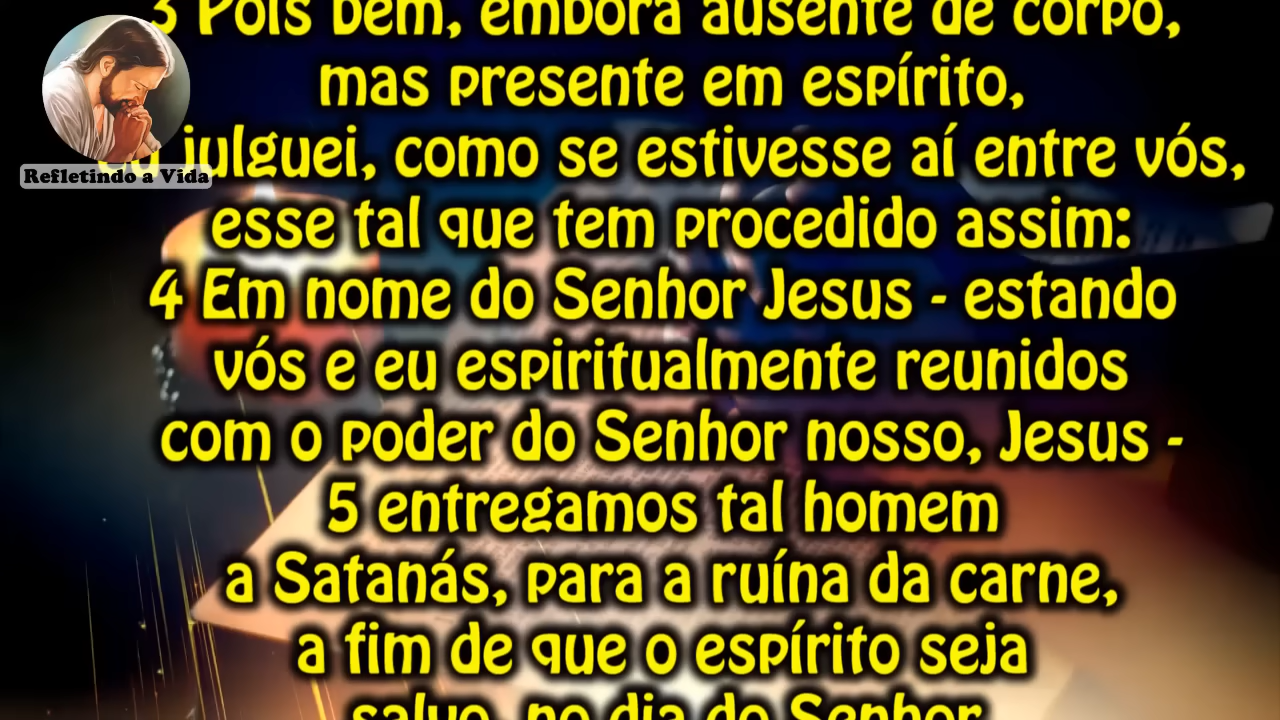 3 Pois bem, embora ausente de corpo,
mas presente em espírito,
julguei, como se estivesse aí entre vós,
Refletindo a Vida
esse tal que tem procedido assim:
4 Em nome do Senhor Jesus - estando
vós e eu espiritualmente reunidos
com o poder do Senhor nosso, Jesus -
5 entregamos tal homem
a Satanás, para a ruína da carne,
a fim de que o espírito seja
salvo, no dia do Senhor